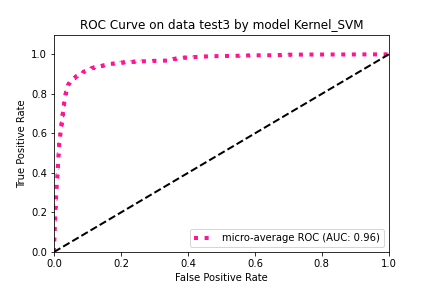 ROC Curve on data test3 by model Kernel_SVM
True Positive Rate
1.0
0.8
0.6
0.4
0.2
0.0
micro-average ROC (AUC: 0.96)
0.0 0.2 0.4 0.6 0.8 1.0
False Positive Rate